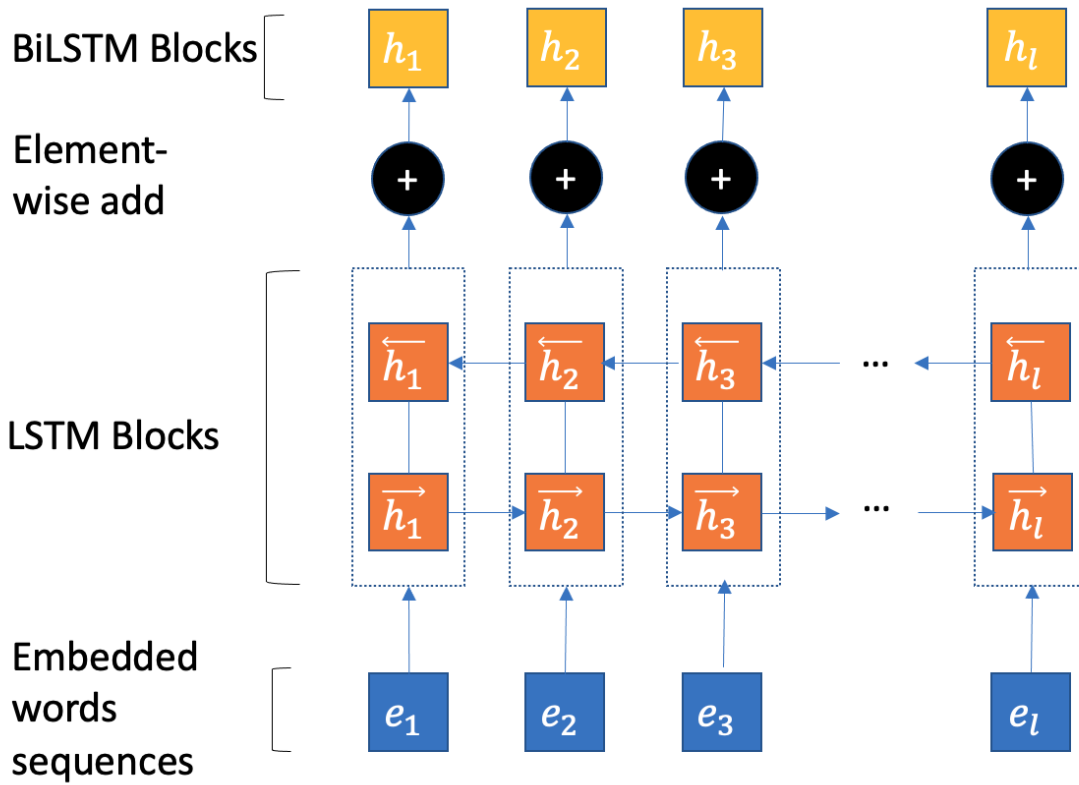 BiLSTM Blocks
h₁ h₂ h₃ hₗ
Element-
wise add
+ + + +
LSTM Blocks
←h₁ ←h₂ ←h₃ ... ←hₗ
→h₁ →h₂ →h₃ ... →hₗ
Embedded
words
sequences
e₁ e₂ e₃ eₗ